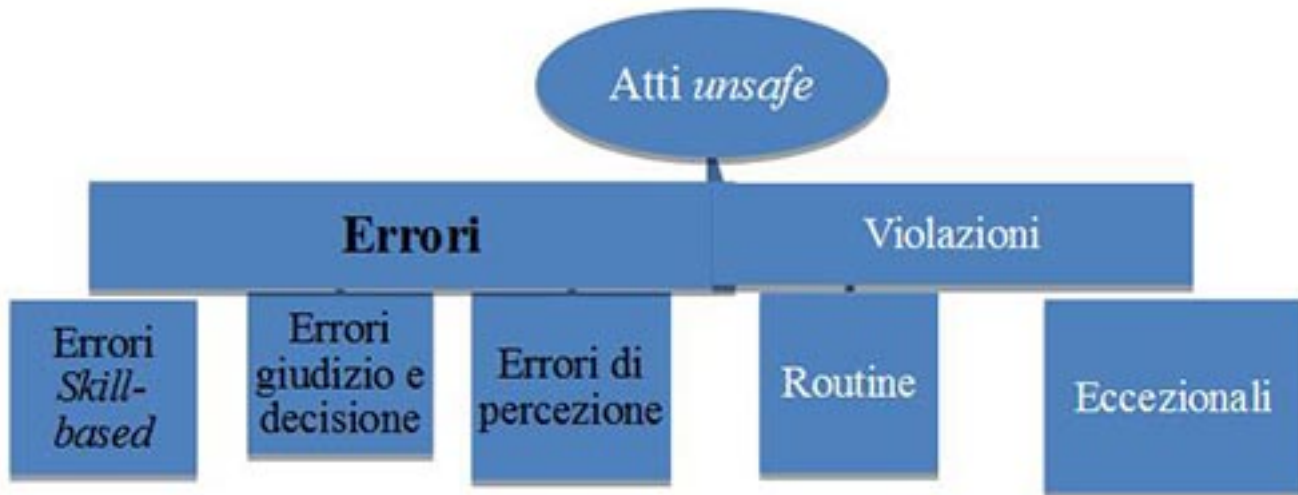 Atti unsafe
Errori
Violazioni
Errori
Skill-
based
Errori
giudizio e
decisione
Errori di
percezione
Routine
Eccezionali